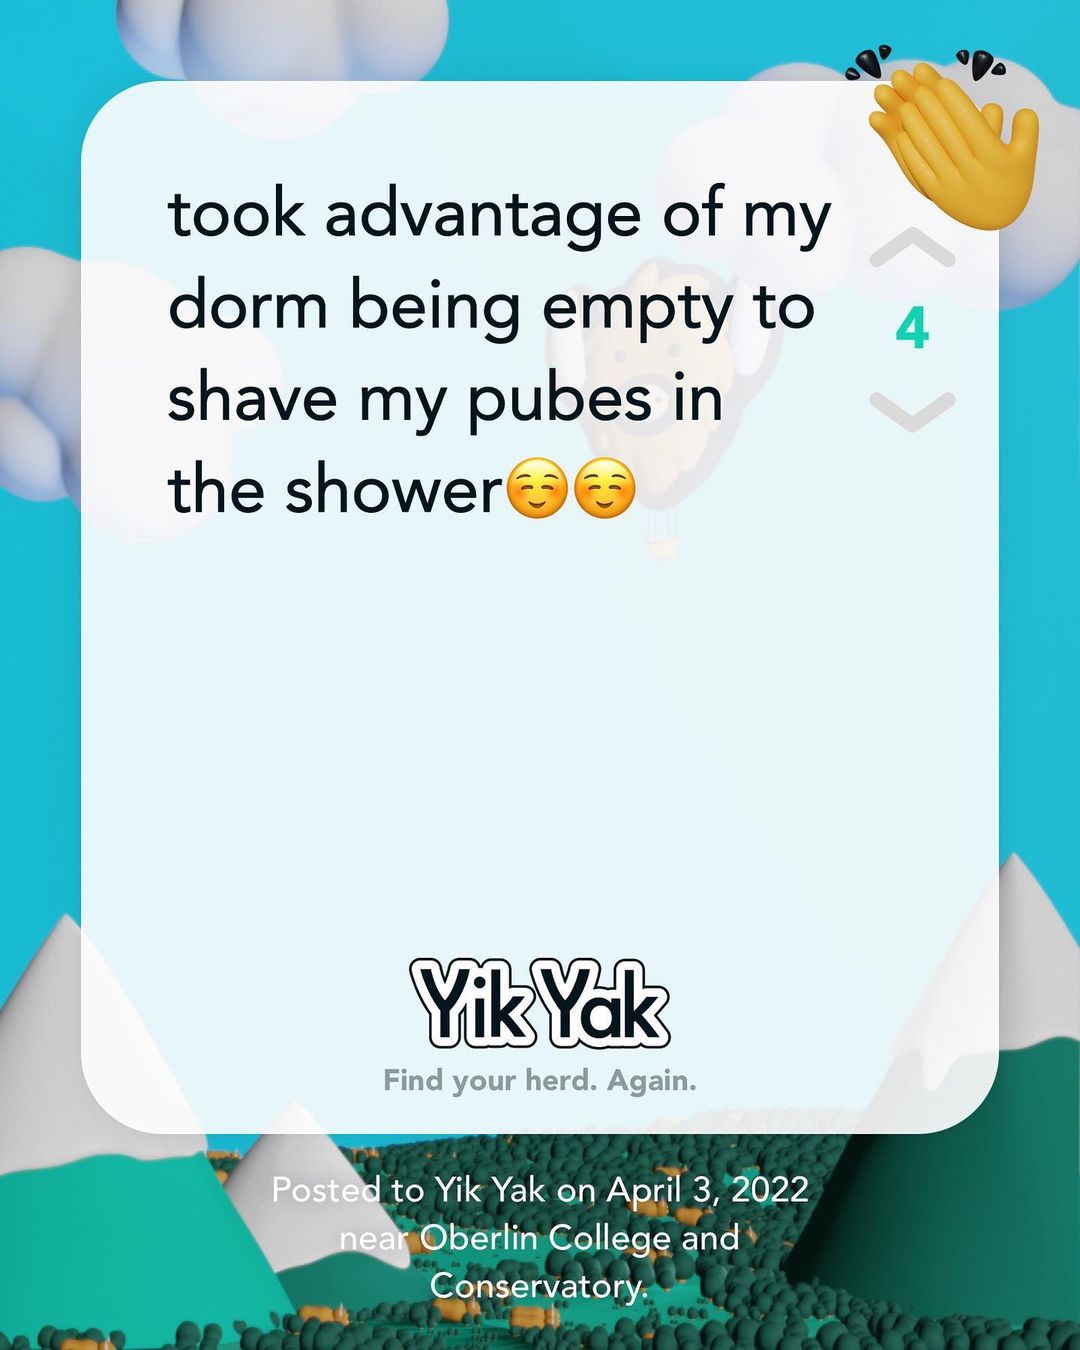 took advantage of my
dorm being empty to
shave my pubes in
the shower☺️☺️
4
Yik Yak
Find your herd. Again.
Posted to Yik Yak on April 3, 2022
near Oberlin College and
Conservatory.